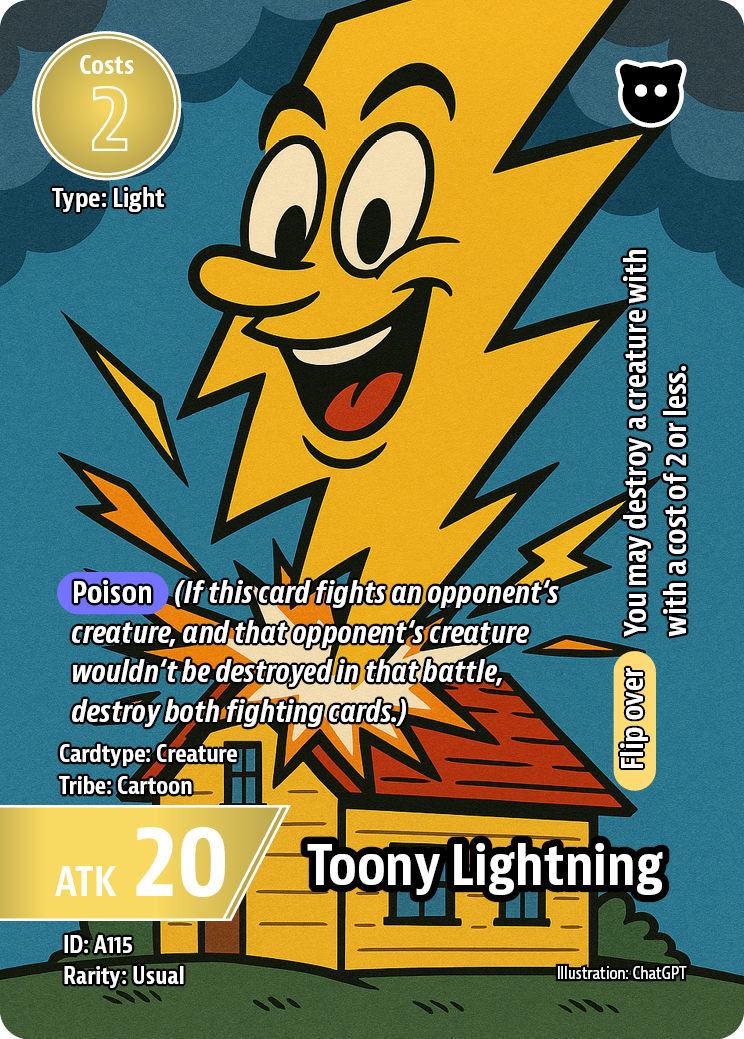 Costs
2
Type: Light
You may destroy a creature with
with a cost of 2 or less.
Flip over
Poison (If this card fights an opponent's
creature, and that opponent's creature
wouldn't be destroyed in that battle,
destroy both fighting cards.)
Cardtype: Creature
Tribe: Cartoon
ATK 20
Toony Lightning
ID: A115
Rarity: Usual
Illustration: ChatGPT